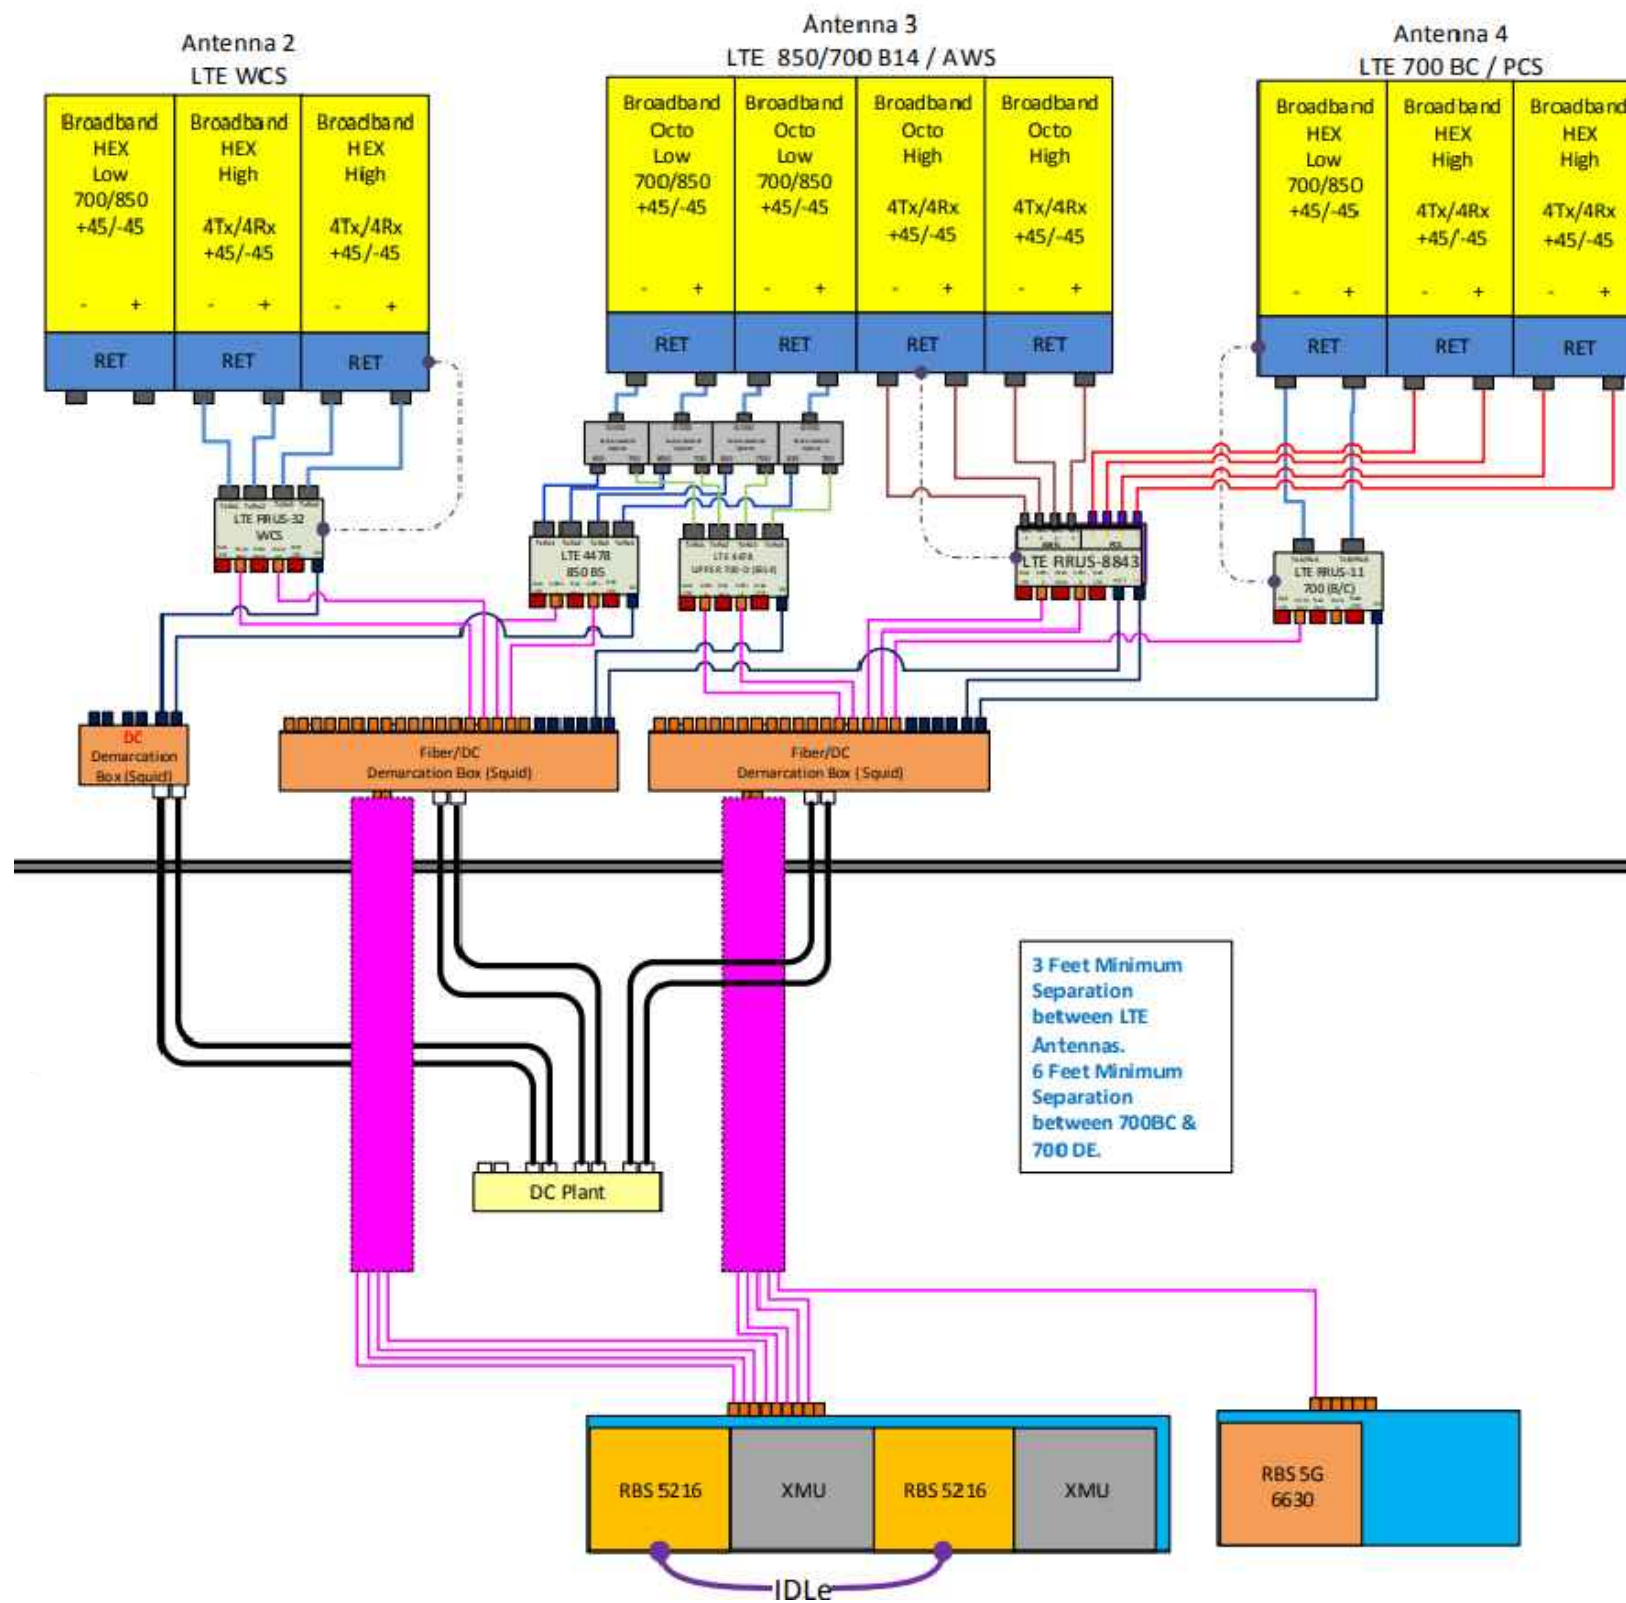 Antenna 2
LTE WCS
Antenna 3
LTE 850/700 B14 / AWS
Antenna 4
LTE 700 BC / PCS
Broadband
HEX
Low
700/850
+45/-45
- +
Broadband
HEX
High
4Tx/4Rx
+45/-45
- +
Broadband
HEX
High
4Tx/4Rx
+45/-45
- +
RET
RET
RET
Broadband
Octo
Low
700/850
+45/-45
- +
Broadband
Octo
Low
700/850
+45/-45
- +
Broadband
Octo
High
4Tx/4Rx
+45/-45
- +
Broadband
Octo
High
4Tx/4Rx
+45/-45
- +
RET
RET
RET
RET
Broadband
HEX
Low
700/850
+45/-45
- +
Broadband
HEX
High
4Tx/4Rx
+45/-45
- +
Broadband
HEX
High
4Tx/4Rx
+45/-45
- +
RET
RET
RET
LTE RRUS-32
WCS
LTE 4478
850 B5
LTE 4478
UPPER 700-D (B14)
LTE RRUS-8843
LTE RRUS-11
700 (B/C)
DC
Demarcation
Box (Squid)
Fiber/DC
Demarcation Box (Squid)
Fiber/DC
Demarcation Box ( Squid)
3 Feet Minimum
Separation
between LTE
Antennas.
6 Feet Minimum
Separation
between 700BC &
700 DE.
DC Plant
RBS 5216
XMU
RBS 5216
XMU
RBS 5G
6630
IDLe